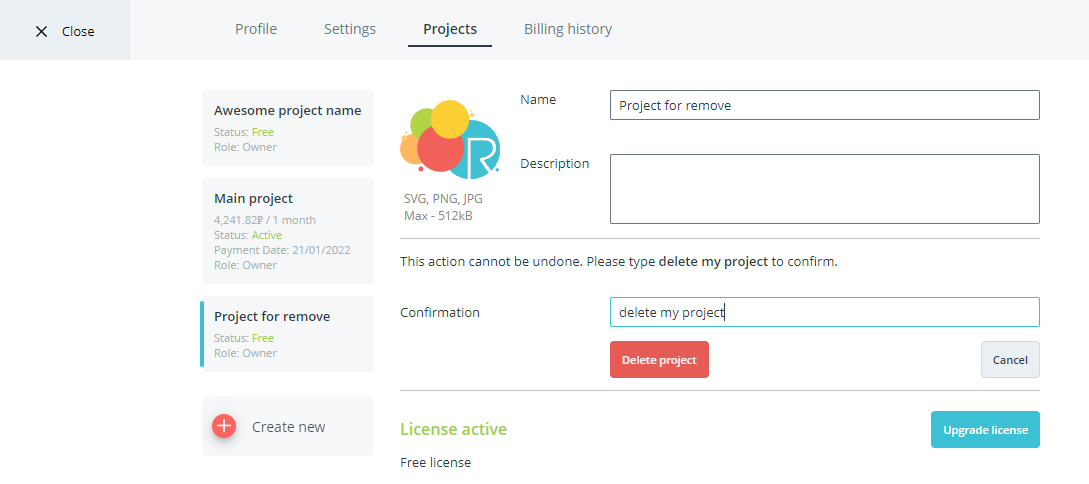 Close
Profile
Settings
Projects
Billing history
Awesome project name
Status: Free
Role: Owner
Main project
4,241.82₽ / 1 month
Status: Active
Payment Date: 21/01/2022
Role: Owner
Project for remove
Status: Free
Role: Owner
Create new
R
SVG, PNG, JPG
Max - 512kB
Name
Project for remove
Description
This action cannot be undone. Please type delete my project to confirm.
Confirmation
delete my project
Delete project
Cancel
License active
Upgrade license
Free license